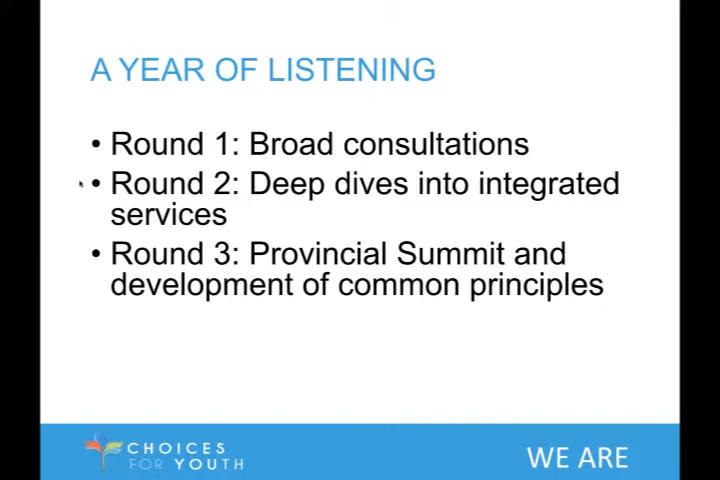 A YEAR OF LISTENING
• Round 1: Broad consultations
• Round 2: Deep dives into integrated
services
• Round 3: Provincial Summit and
development of common principles
CHOICES
FOR YOUTH
WE ARE